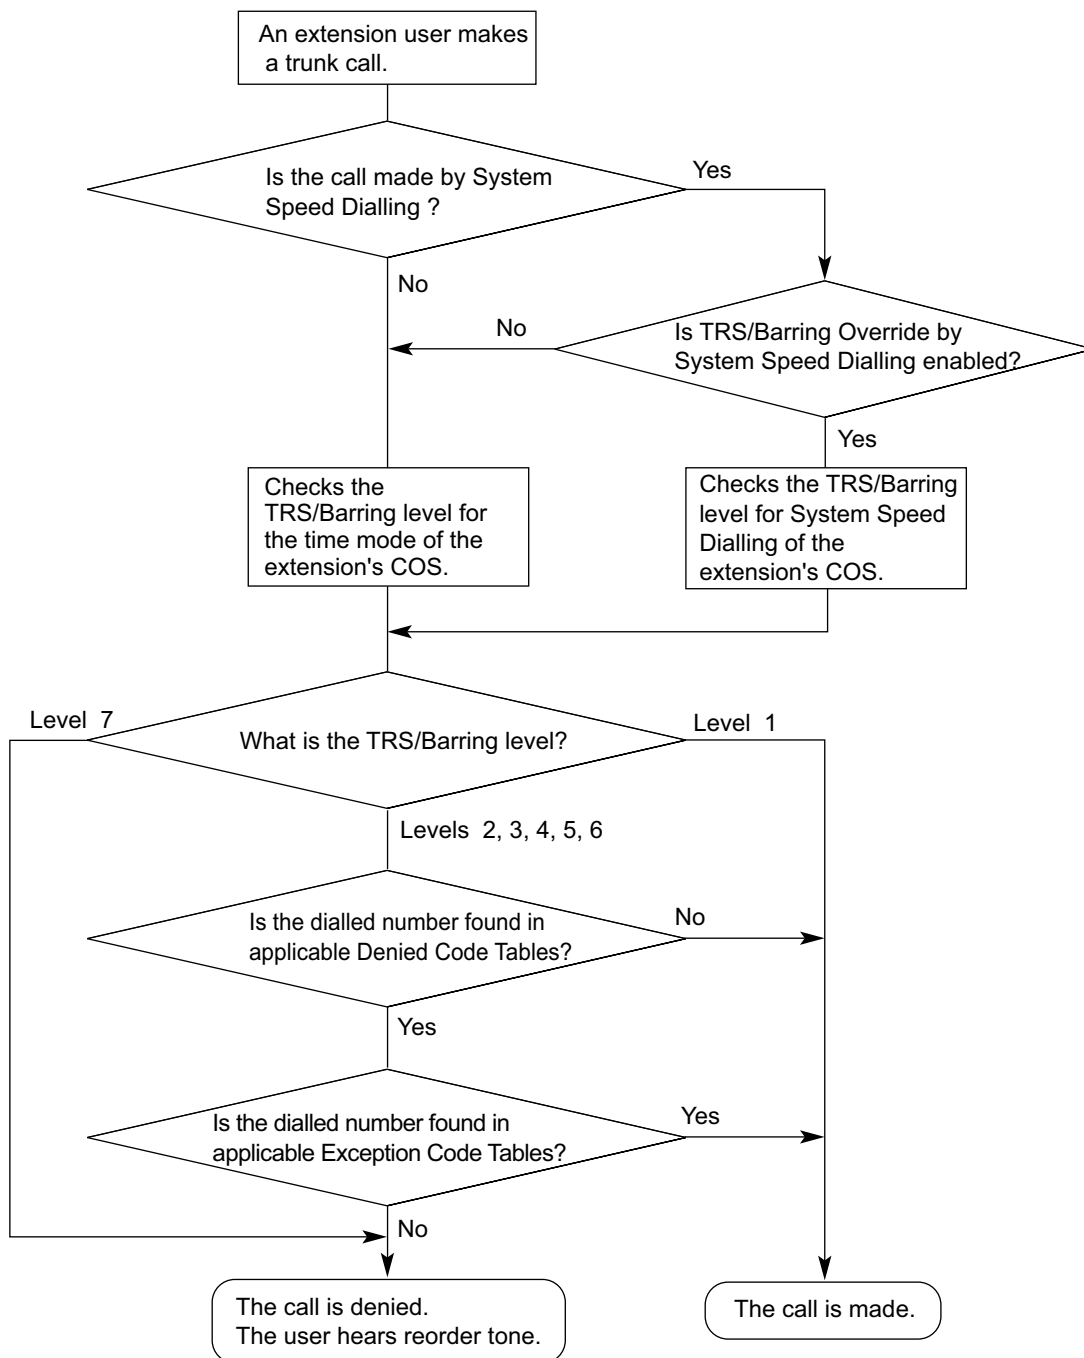 An extension user makes
a trunk call.
Is the call made by System
Speed Dialling ?
Yes
No
No
Is TRS/Barring Override by
System Speed Dialling enabled?
Yes
Checks the
TRS/Barring level for
the time mode of the
extension's COS.
Checks the TRS/Barring
level for System Speed
Dialling of the
extension's COS.
Level 7
What is the TRS/Barring level?
Level 1
Levels 2, 3, 4, 5, 6
Is the dialled number found in
applicable Denied Code Tables?
No
Yes
Is the dialled number found in
applicable Exception Code Tables?
Yes
No
The call is denied.
The user hears reorder tone.
The call is made.